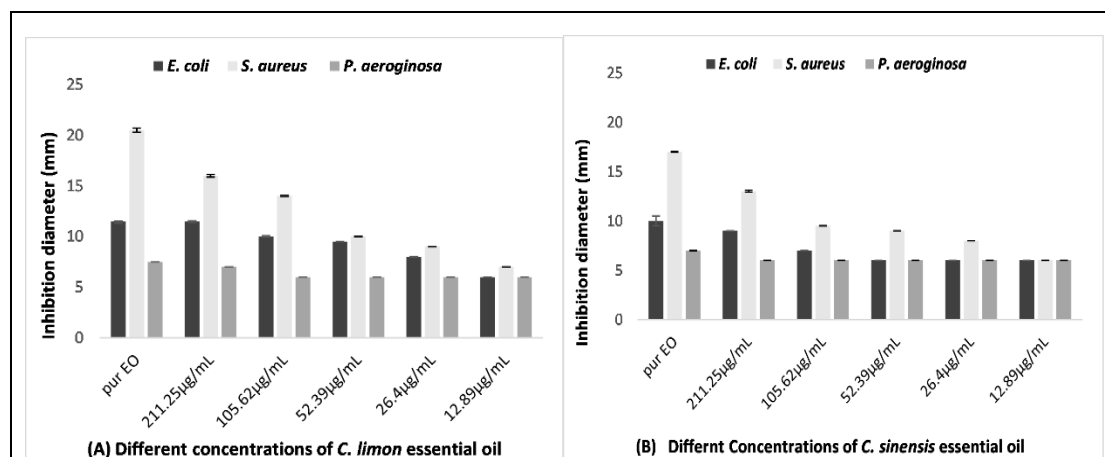 E. coli S. aureus P. aeroginosa
25
20
15
10
5
0
Inhibition diameter (mm)
pur EO
211.25µg/mL
105.62µg/mL
52.39µg/mL
26.4µg/mL
12.89µg/mL
(A) Different concentrations of C. limon essential oil
E. coli S. aureus P. aeroginosa
25
20
15
10
5
0
Inhibition diameter (mm)
pur EO
211.25µg/mL
105.62µg/mL
52.39µg/mL
26.4µg/mL
12.89µg/mL
(B) Differnt Concentrations of C. sinensis essential oil